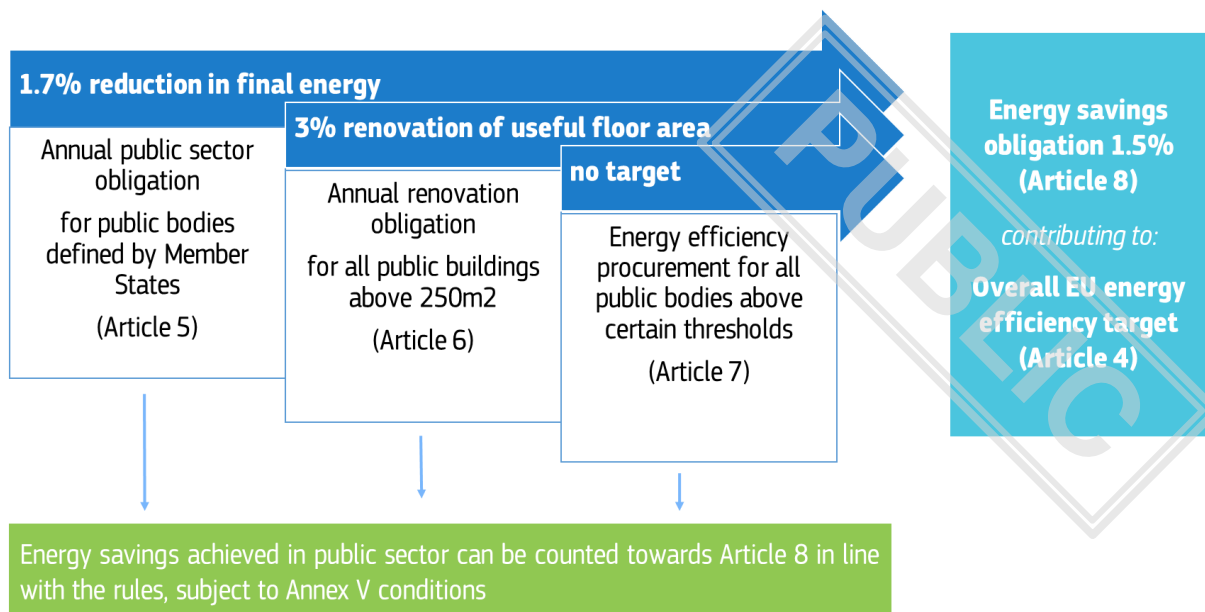 1.7% reduction in final energy
Annual public sector
obligation
for public bodies
defined by Member
States
(Article 5)
3% renovation of useful floor area
Annual renovation
obligation
for all public buildings
above 250m2
(Article 6)
no target
Energy efficiency
procurement for all
public bodies above
certain thresholds
(Article 7)
Energy savings
obligation 1.5%
(Article 8)
contributing to:
Overall EU energy
efficiency target
(Article 4)
PUBLIC
Energy savings achieved in public sector can be counted towards Article 8 in line
with the rules, subject to Annex V conditions